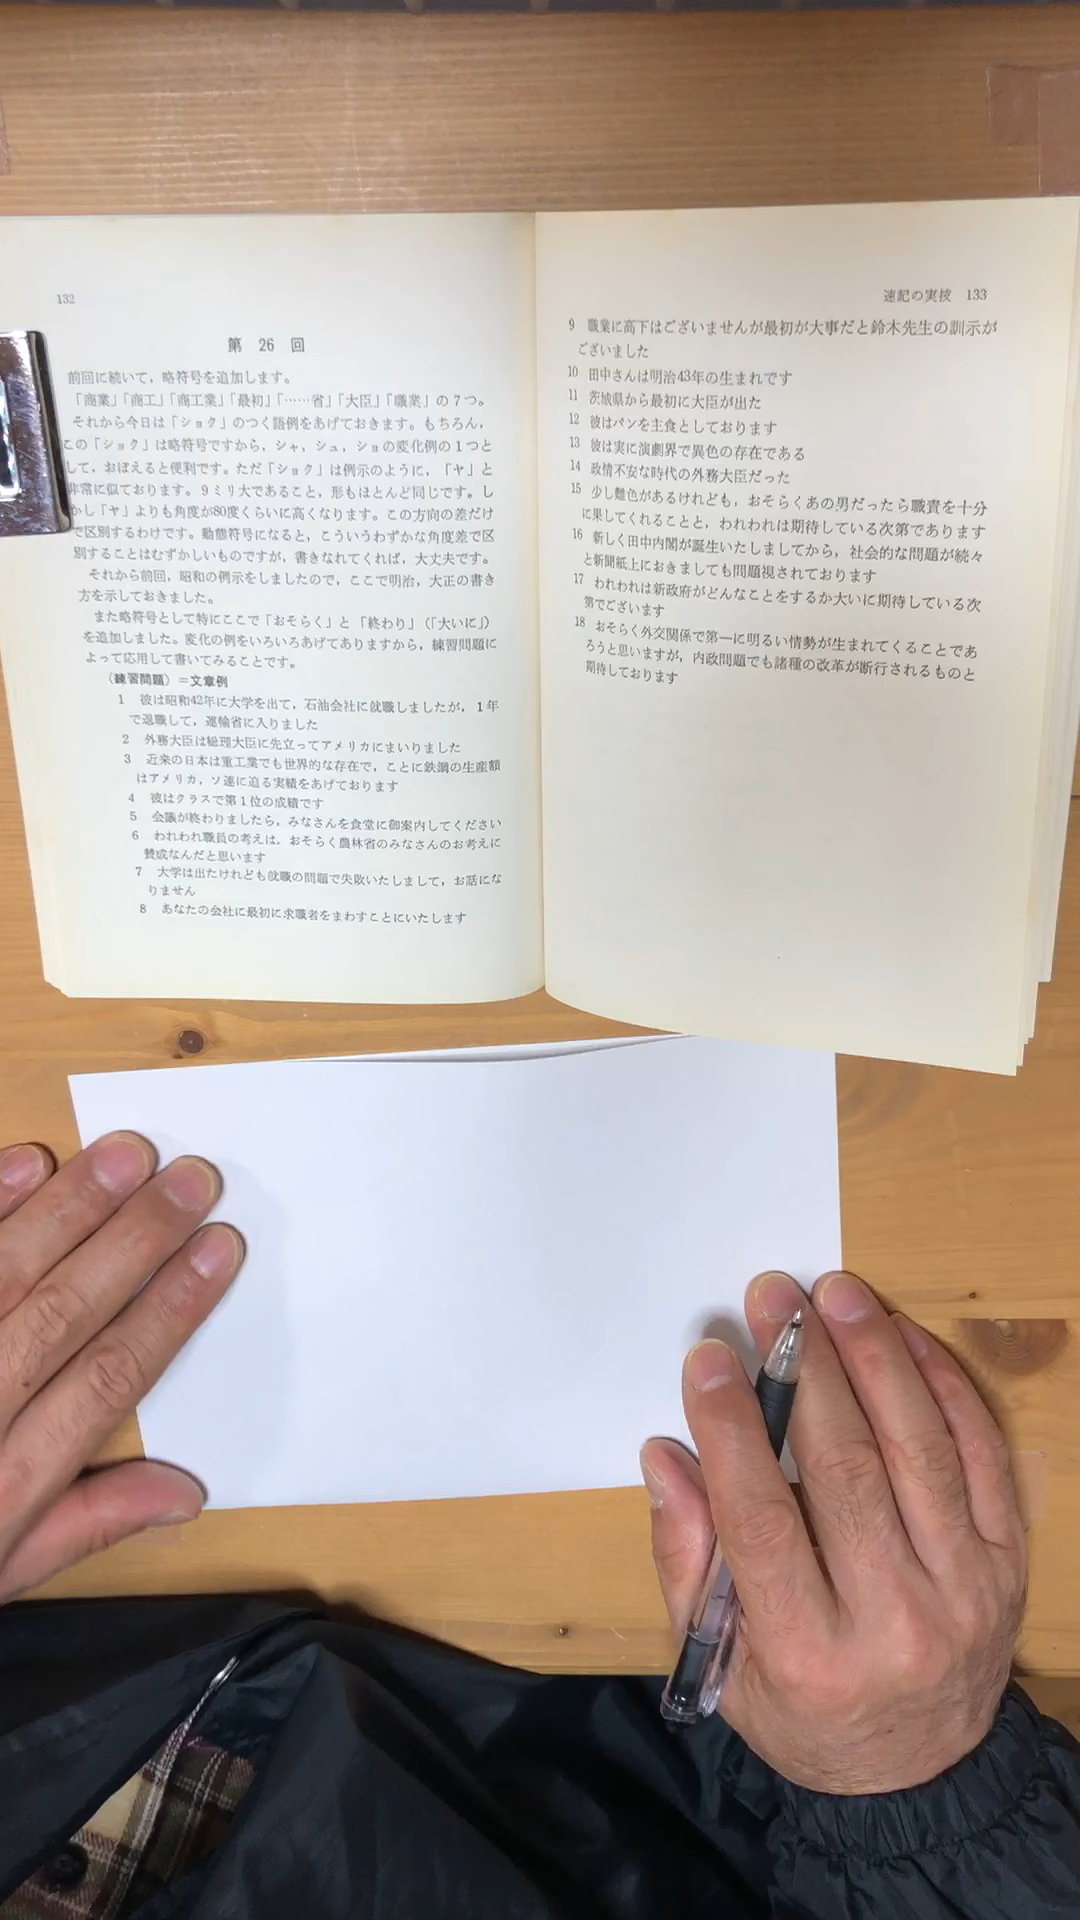 132
第 26 回
前回に続いて，略符号を追加します。
「商業」「商工」「商工業」「最初」「……省」「大臣」「職業」の７つ。
それから今日は「ショク」のつく語例をあげておきます。もちろん，
この「ショク」は略符号ですから，シャ，シュ，ショの変化例の１つと
して，おぼえると便利です。ただ「ショク」は例示のように，「ヤ」と
非常に似ております。９ミリ大であること，形もほとんど同じです。し
かし「ヤ」よりも角度が80度くらいに高くなります。この方向の差だけ
で区別するわけです。動態符号になると，こういうわずかな角度差で区
別することはむずかしいものですが，書きなれてくれば，大丈夫です。
それから前回，昭和の例示をしましたので，ここで明治，大正の書き
方を示しておきました。
また略符号として特にここで「おそらく」と「終わり」（「大いに」）
を追加しました。変化の例をいろいろあげてありますから，練習問題に
よって応用して書いてみることです。
（練習問題）＝文章例
1 彼は昭和42年に大学を出て，石油会社に就職しましたが，１年
で退職して，運輸省に入りました
2 外務大臣は総理大臣に先立ってアメリカにまいりました
3 近来の日本は重工業でも世界的な存在で，ことに鉄鋼の生産額
はアメリカ，ソ連に迫る実績をあげております
4 彼はクラスで第１位の成績です
5 会議が終わりましたら，みなさんを食堂に御案内してください
6 われわれ職員の考えは，おそらく農林省のみなさんのお考えに
賛成なんだと思います
7 大学は出たけれども就職の問題で失敗いたしまして，お話にな
りません
8 あなたの会社に最初に求職者をまわすことにいたします
速記の実技 133
9 職業に高下はございませんが最初が大事だと鈴木先生の訓示が
ございました
10 田中さんは明治43年の生まれです
11 茨城県から最初に大臣が出た
12 彼はパンを主食としております
13 彼は実に演劇界で異色の存在である
14 政情不安な時代の外務大臣だった
15 少し難色があるけれども，おそらくあの男だったら職責を十分
に果してくれることと，われわれは期待している次第であります
16 新しく田中内閣が誕生いたしましてから，社会的な問題が続々
と新聞紙上におきましても問題視されております
17 われわれは新政府がどんなことをするか大いに期待している次
第でございます
18 おそらく外交関係で第一に明るい情勢が生まれてくることであ
ろうと思いますが，内政問題でも諸種の改革が断行されるものと
期待しております